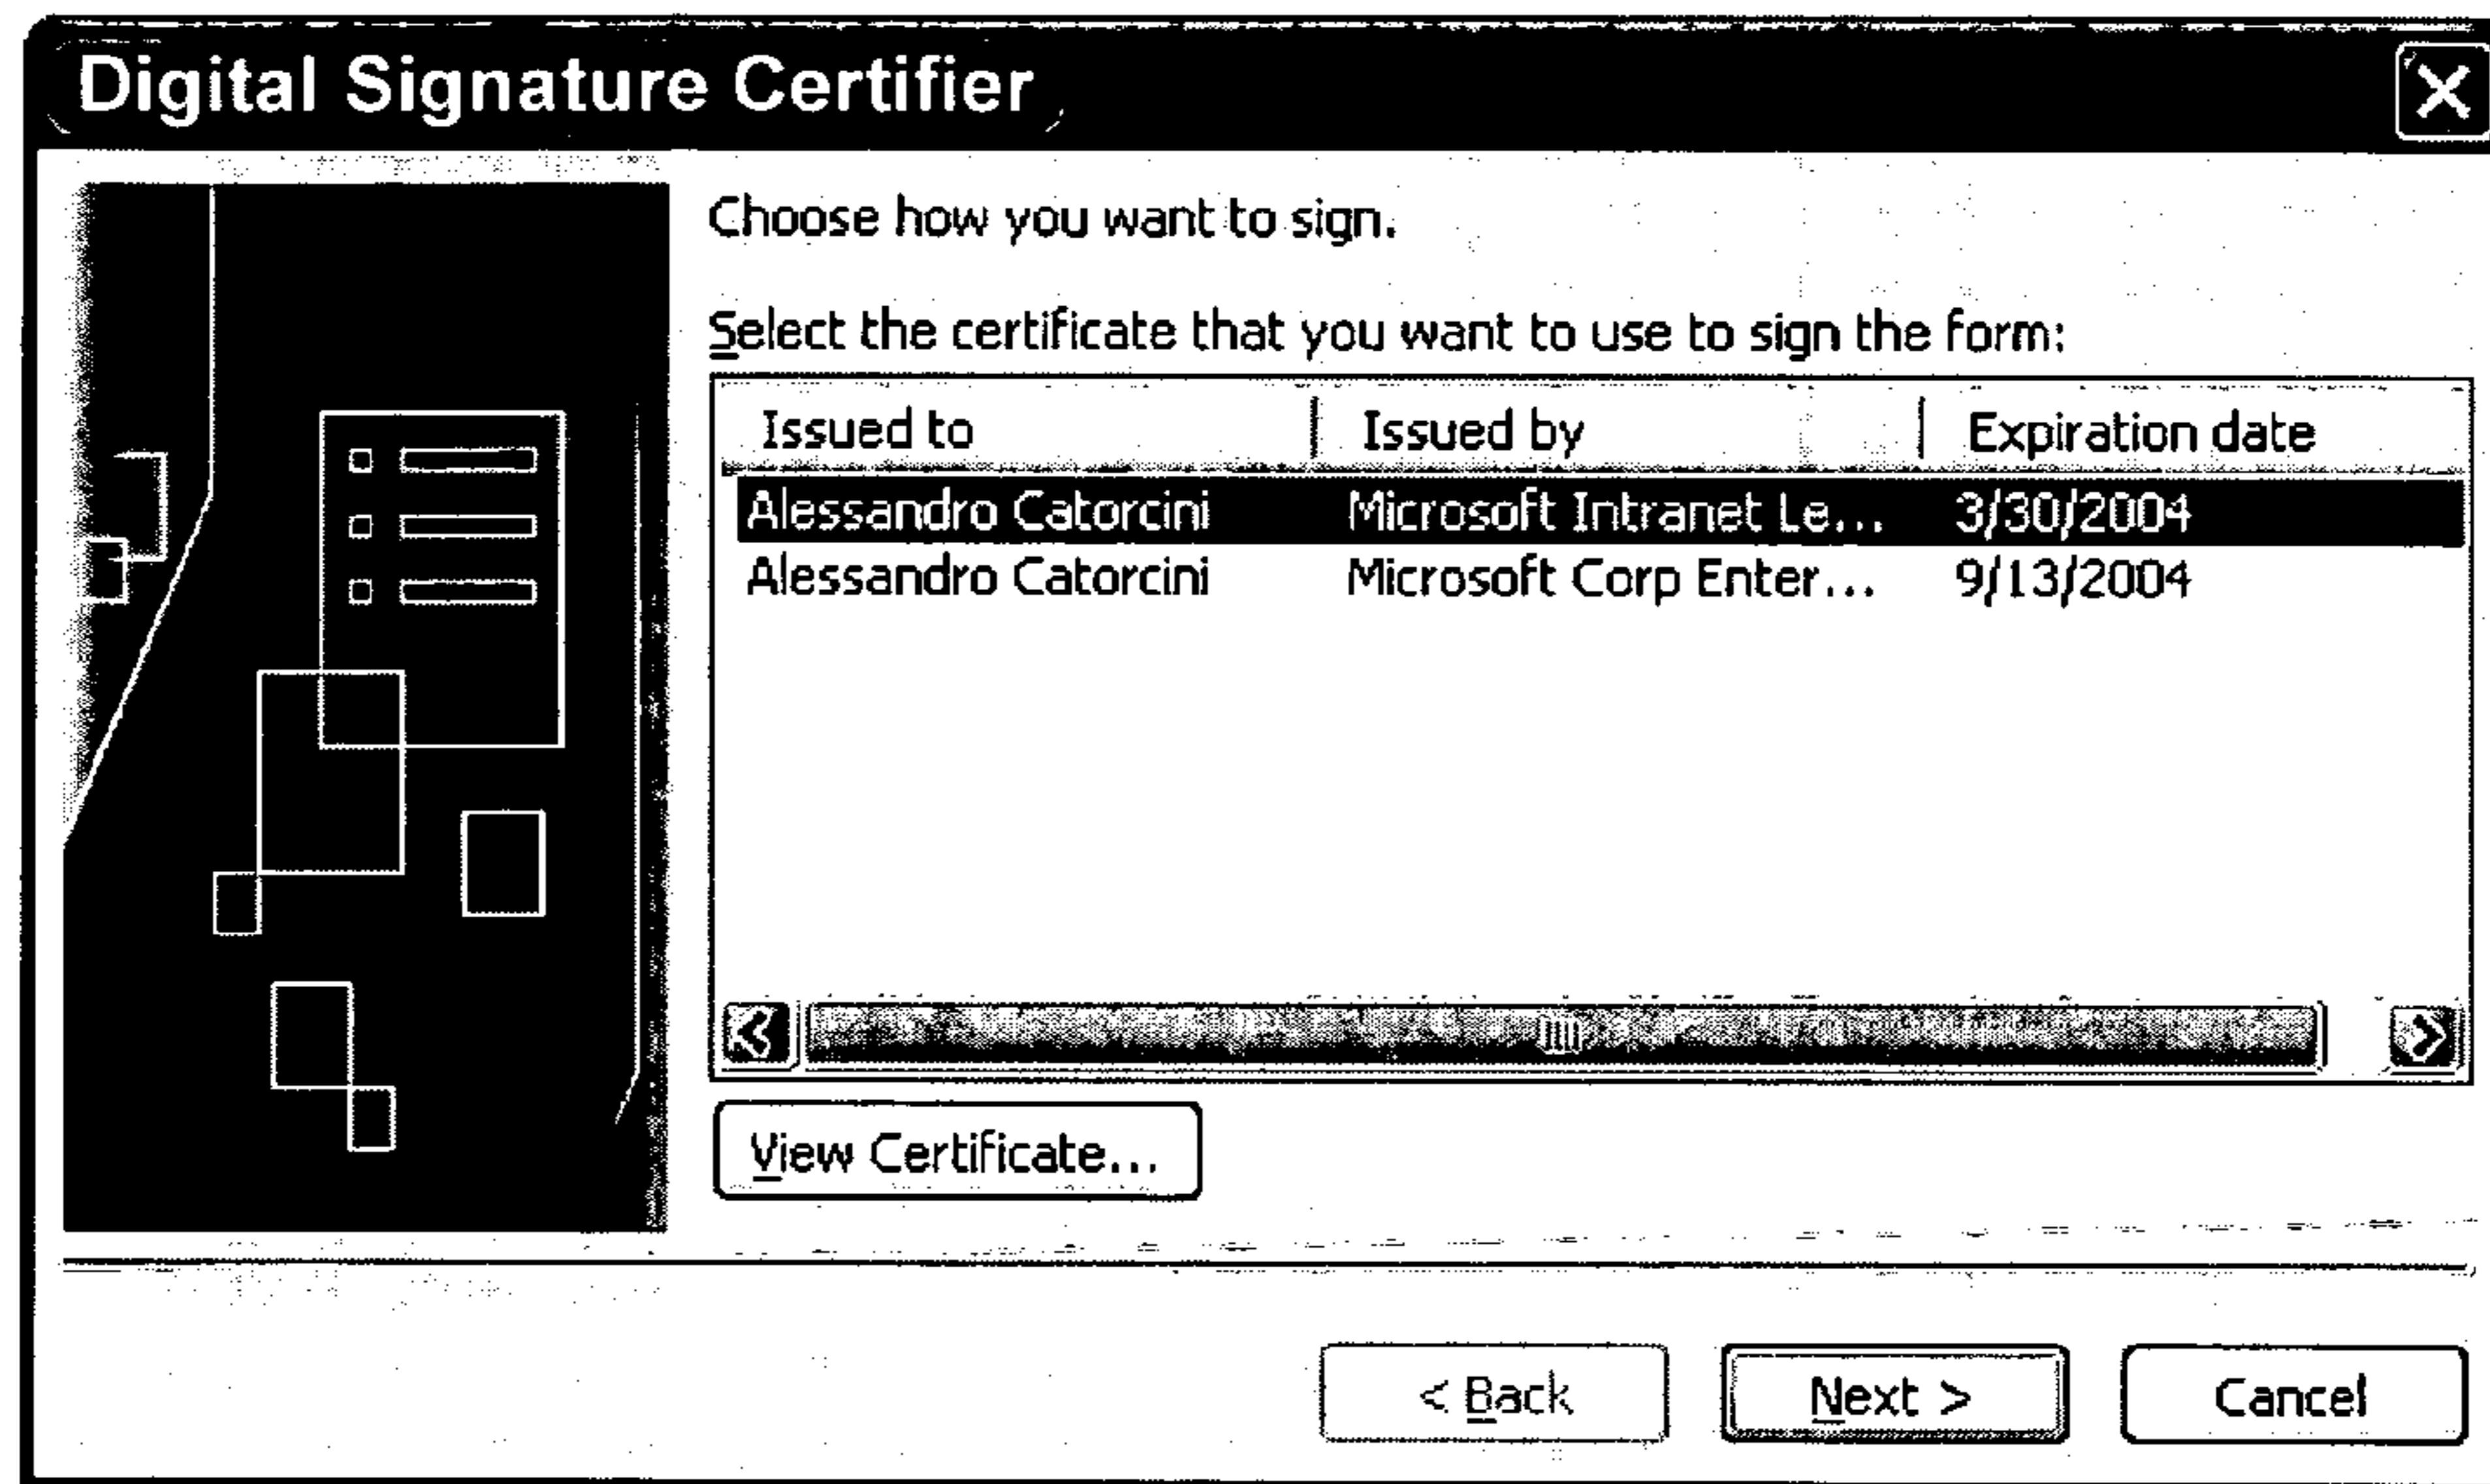 Digital Signature Certifier
Choose how you want to sign.
Select the certificate that you want to use to sign the form:
Issued to Issued by Expiration date
Alessandro Catorcini Microsoft Intranet Le... 3/30/2004
Alessandro Catorcini Microsoft Corp Enter... 9/13/2004
View Certificate...
< Back Next > Cancel